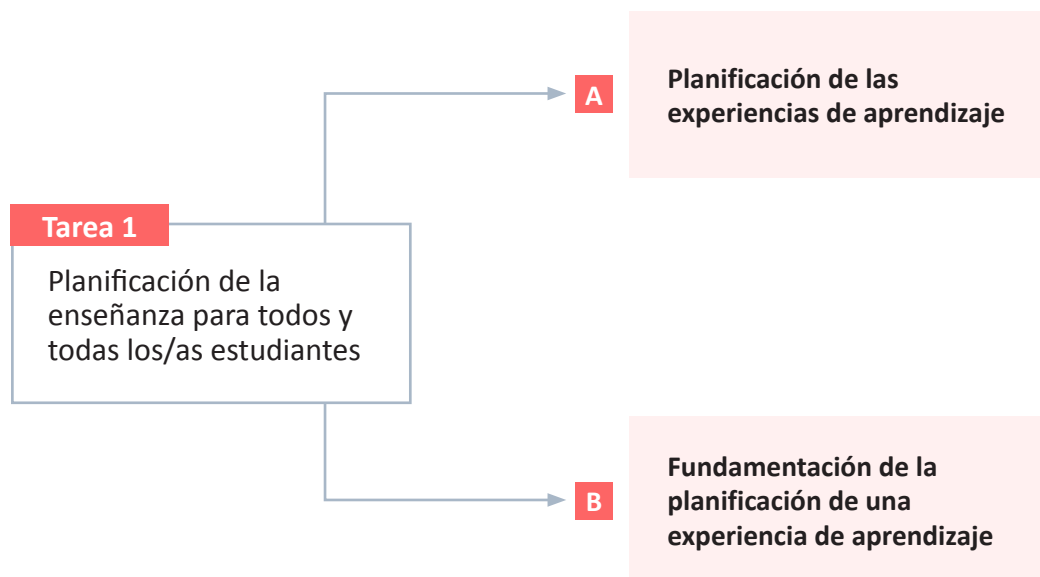 A
Planificación de las
experiencias de aprendizaje
Tarea 1
Planificación de la
enseñanza para todos y
todas los/as estudiantes
B
Fundamentación de la
planificación de una
experiencia de aprendizaje